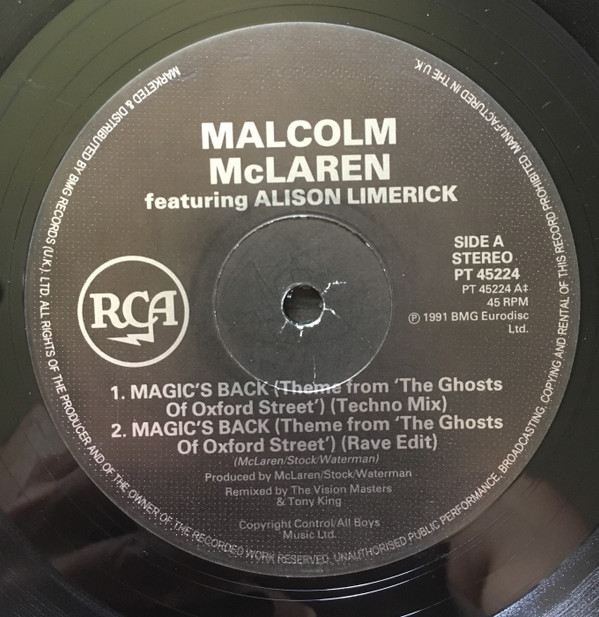 MALCOLM
McLAREN
featuring ALISON LIMERICK
SIDE A
STEREO
PT 45224
PT 45224 A‡
45 RPM
℗ 1991 BMG Eurodisc
Ltd.
RCA
1. MAGIC'S BACK (Theme from 'The Ghosts
Of Oxford Street') (Techno Mix)
2. MAGIC'S BACK (Theme from 'The Ghosts
Of Oxford Street') (Rave Edit)
(McLaren/Stock/Waterman)
Produced by McLaren/Stock/Waterman
Remixed by The Vision Masters
& Tony King
Copyright Control/All Boys
Music Ltd.
MARKETED & DISTRIBUTED BY BMG RECORDS (U.K.) LTD. ALL RIGHTS OF THE PRODUCER AND OF THE OWNER OF THE RECORDED WORK RESERVED. UNAUTHORISED PUBLIC PERFORMANCE, BROADCASTING, COPYING AND RENTAL OF THIS RECORD PROHIBITED. MANUFACTURED IN THE U.K.